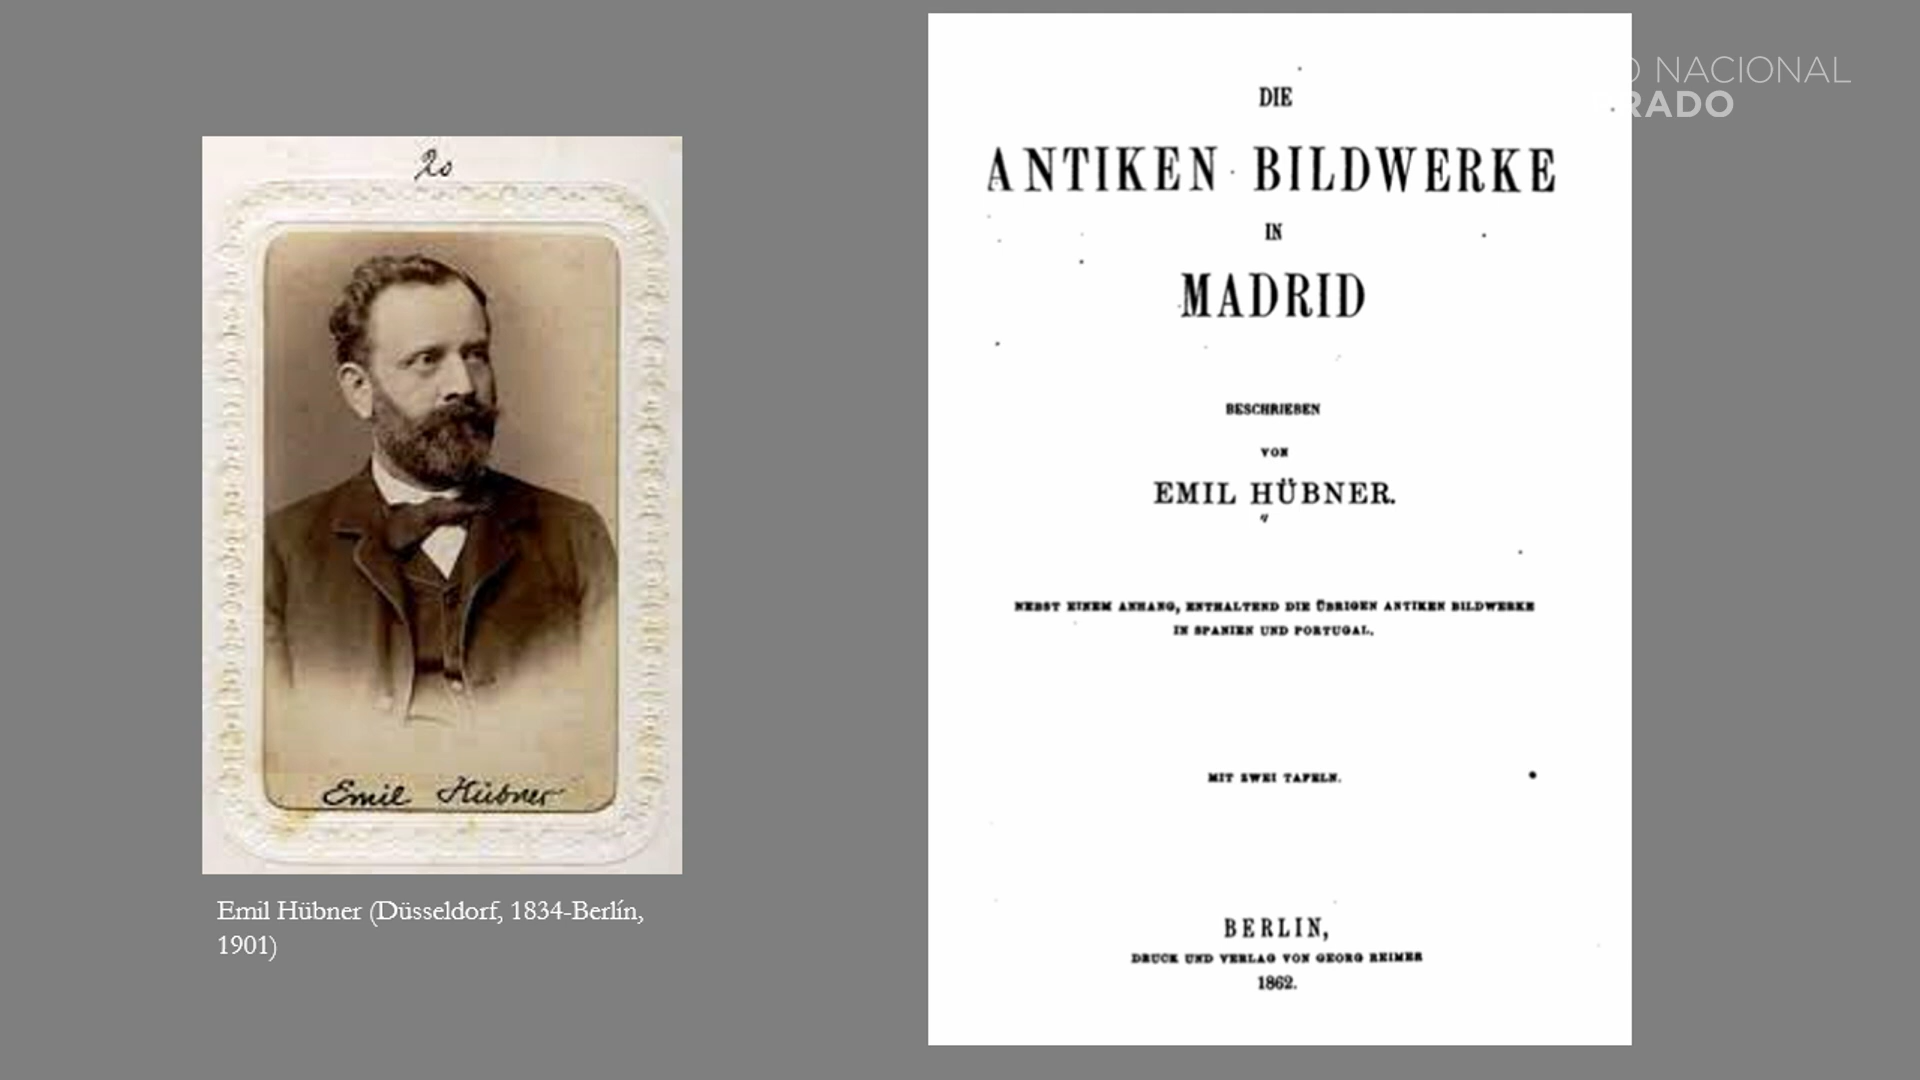 20
Emil Hübner
Emil Hübner (Düsseldorf, 1834-Berlín,
1901)
DIE
ANTIKEN BILDWERKE
IN
MADRID
BESCHRIEBEN
VON
EMIL HÜBNER.
NEBST EINEM ANHANG, ENTHALTEND DIE ÜBRIGEN ANTIKEN BILDWERKE
IN SPANIEN UND PORTUGAL.
MIT ZWEI TAFELN.
BERLIN,
DRUCK UND VERLAG VON GEORG REIMER
1862.
NACIONAL
PRADO